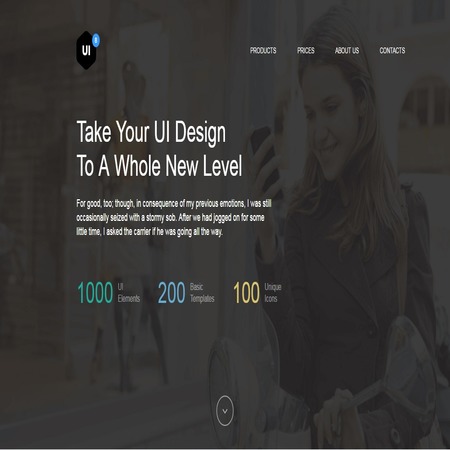 UI
PRODUCTS PRICES ABOUT US CONTACTS
Take Your UI Design
To A Whole New Level
For good, too; though, in consequence of my previous emotions, I was still
occasionally seized with a stormy sob. After we had jogged on for some
little time, I asked the carrier if he was going all the way.
1000 UI Elements 200 Basic Templates 100 Unique Icons